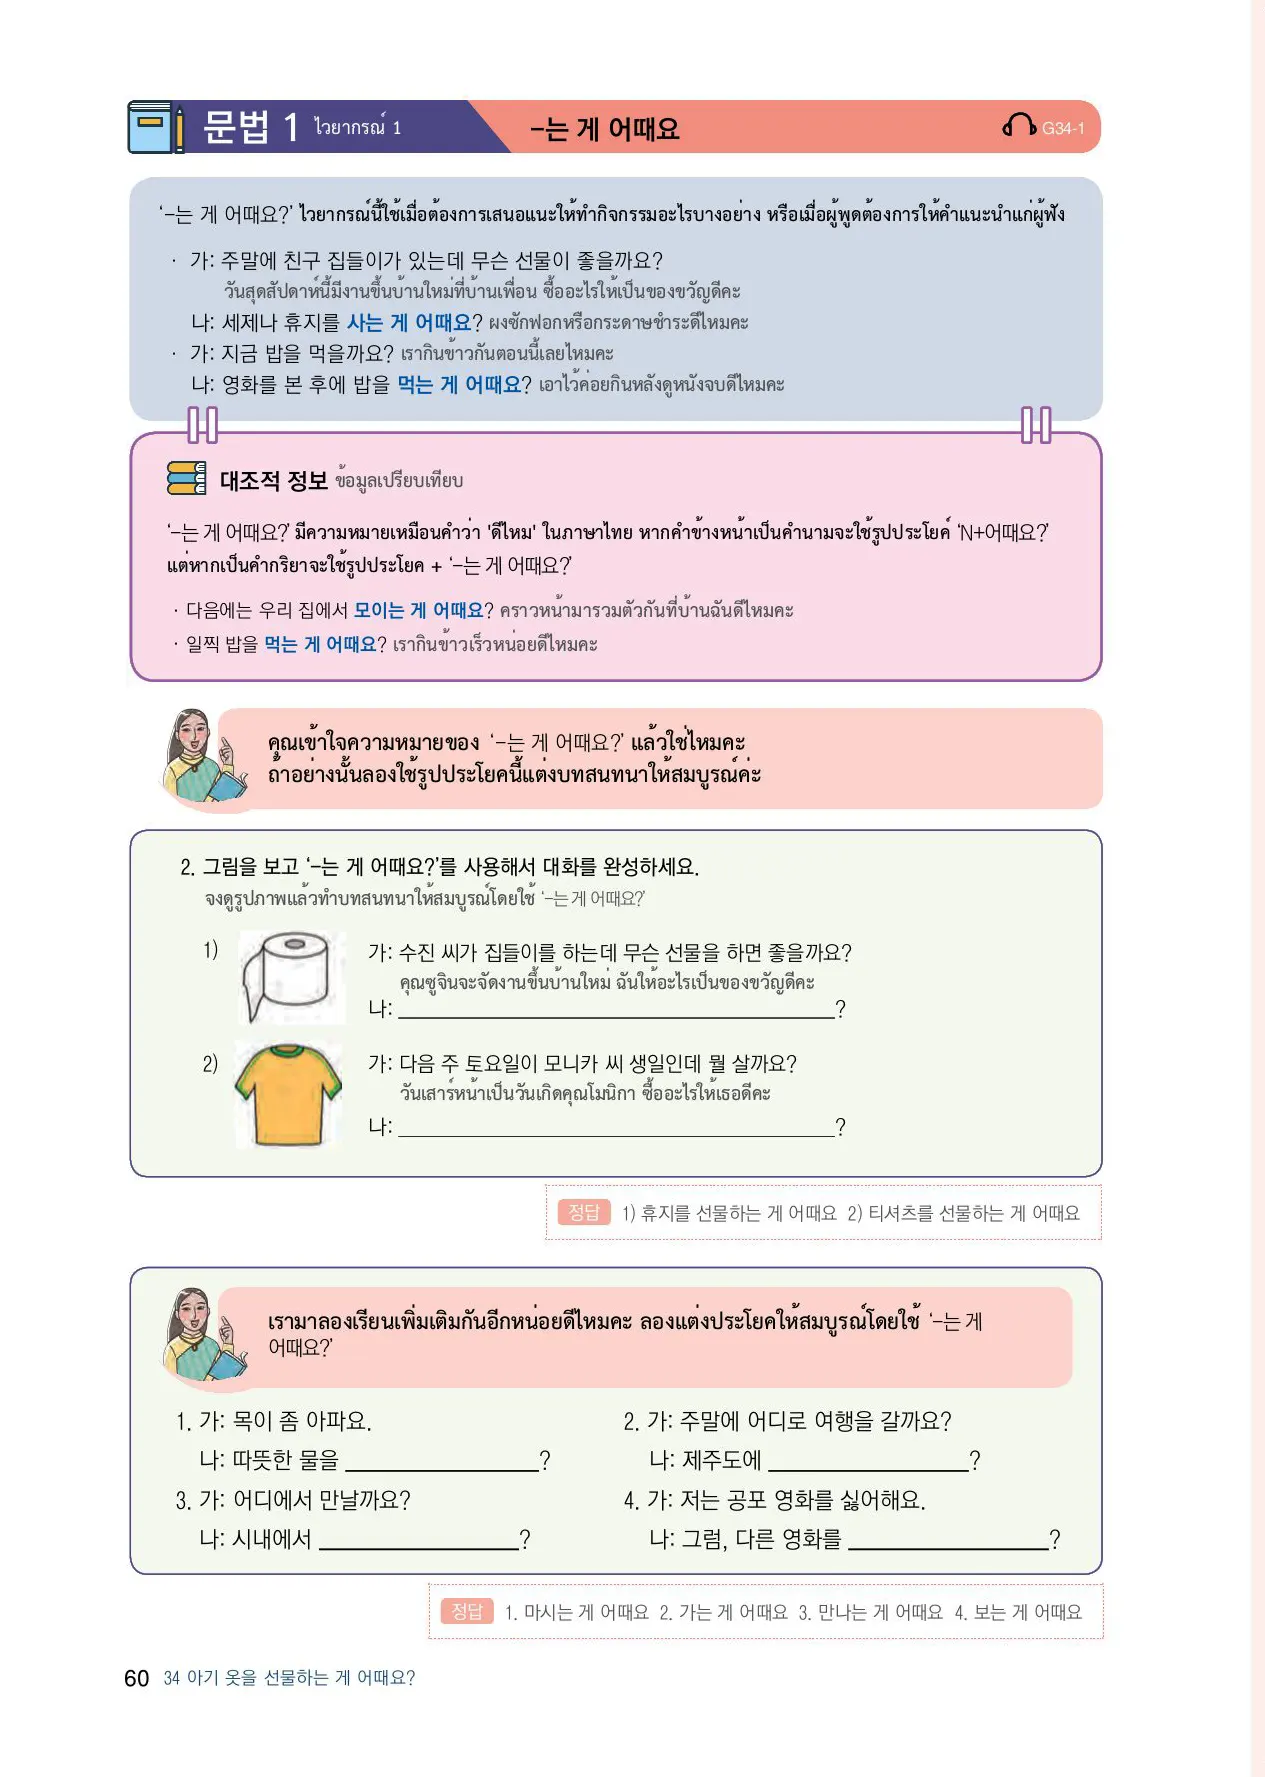 문법 1 ไวยากรณ์ 1 -는 게 어때요 G34-1
‘-는 게 어때요?’ ไวยากรณ์นี้ใช้เมื่อต้องการเสนอแนะให้ทำกิจกรรมอะไรบางอย่าง หรือเมื่อผู้พูดต้องการให้คำแนะนำแก่ผู้ฟัง
· 가: 주말에 친구 집들이가 있는데 무슨 선물이 좋을까요?
วันสุดสัปดาห์นี้มีงานขึ้นบ้านใหม่ที่บ้านเพื่อน ซื้ออะไรให้เป็นของขวัญดีคะ
나: 세제나 휴지를 사는 게 어때요? ผงซักฟอกหรือกระดาษชำระดีไหมคะ
· 가: 지금 밥을 먹을까요? เรากินข้าวกันตอนนี้เลยไหมคะ
나: 영화를 본 후에 밥을 먹는 게 어때요? เอาไว้ค่อยกินหลังดูหนังจบดีไหมคะ
대조적 정보 ข้อมูลเปรียบเทียบ
‘-는 게 어때요?’ มีความหมายเหมือนคำว่า 'ดีไหม' ในภาษาไทย หากคำข้างหน้าเป็นคำนามจะใช้รูปประโยค์ ‘N+어때요?’
แต่หากเป็นคำกริยาจะใช้รูปประโยค + ‘-는 게 어때요?’
· 다음에는 우리 집에서 모이는 게 어때요? คราวหน้ามารวมตัวกันที่บ้านฉันดีไหมคะ
· 일찍 밥을 먹는 게 어때요? เรากินข้าวเร็วหน่อยดีไหมคะ
คุณเข้าใจความหมายของ ‘-는 게 어때요?’ แล้วใช่ไหมคะ
ถ้าอย่างนั้นลองใช้รูปประโยคนี้แต่งบทสนทนาให้สมบูรณ์ค่ะ
2. 그림을 보고 ‘-는 게 어때요?’를 사용해서 대화를 완성하세요.
จงดูรูปภาพแล้วทำบทสนทนาให้สมบูรณ์โดยใช้ ‘-는 게 어때요?’
1) 가: 수진 씨가 집들이를 하는데 무슨 선물을 하면 좋을까요?
คุณซูจินจะจัดงานขึ้นบ้านใหม่ ฉันให้อะไรเป็นของขวัญดีคะ
나: ____________________?
2) 가: 다음 주 토요일이 모니카 씨 생일인데 뭘 살까요?
วันเสาร์หน้าเป็นวันเกิดคุณโมนิกา ซื้ออะไรให้เธอดีคะ
나: ____________________?
정답 1) 휴지를 선물하는 게 어때요 2) 티셔츠를 선물하는 게 어때요
เรามาลองเรียนเพิ่มเติมกันอีกหน่อยดีไหมคะ ลองแต่งประโยคให้สมบูรณ์โดยใช้ ‘-는 게
어때요?’
1. 가: 목이 좀 아파요.
나: 따뜻한 물을 __________?
2. 가: 주말에 어디로 여행을 갈까요?
나: 제주도에 __________?
3. 가: 어디에서 만날까요?
나: 시내에서 __________?
4. 가: 저는 공포 영화를 싫어해요.
나: 그럼, 다른 영화를 __________?
정답 1. 마시는 게 어때요 2. 가는 게 어때요 3. 만나는 게 어때요 4. 보는 게 어때요
60 34 아기 옷을 선물하는 게 어때요?